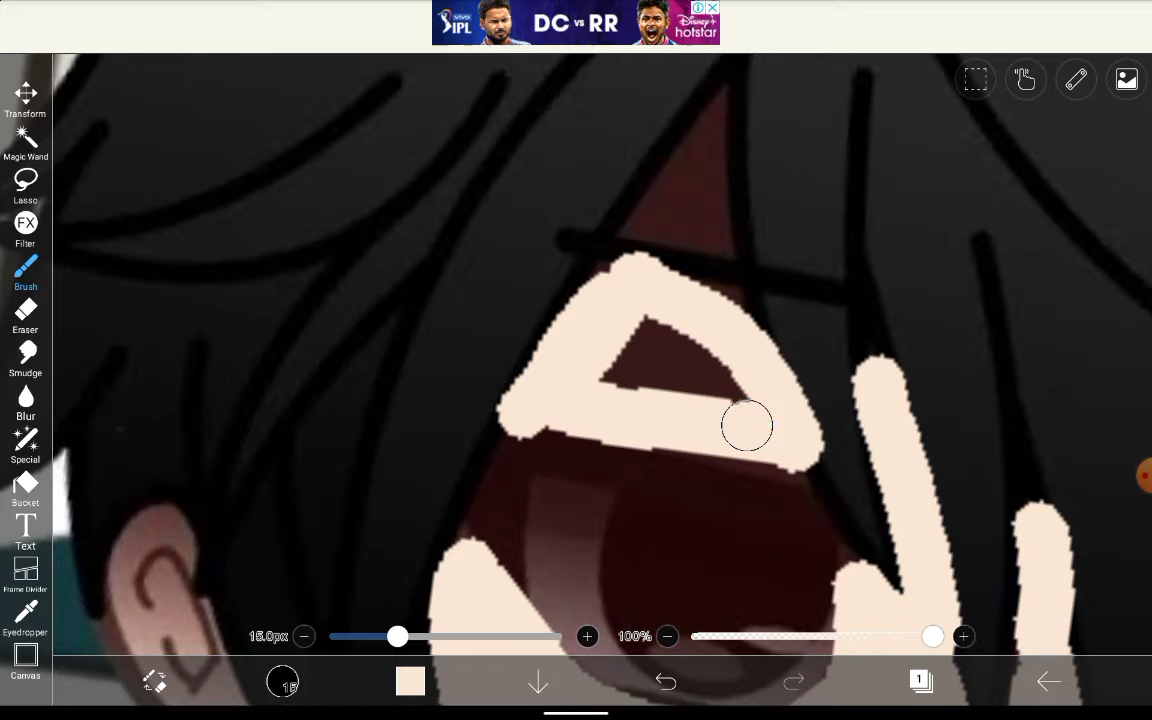 vivo
IPL
DC VS RR
Disney+
hotstar
Transform
Magic Wand
Lasso
FX
Filter
Brush
Eraser
Smudge
Blur
Special
Bucket
T
Text
Frame Divider
Eyedropper
Canvas
15.0px
100%
15
1